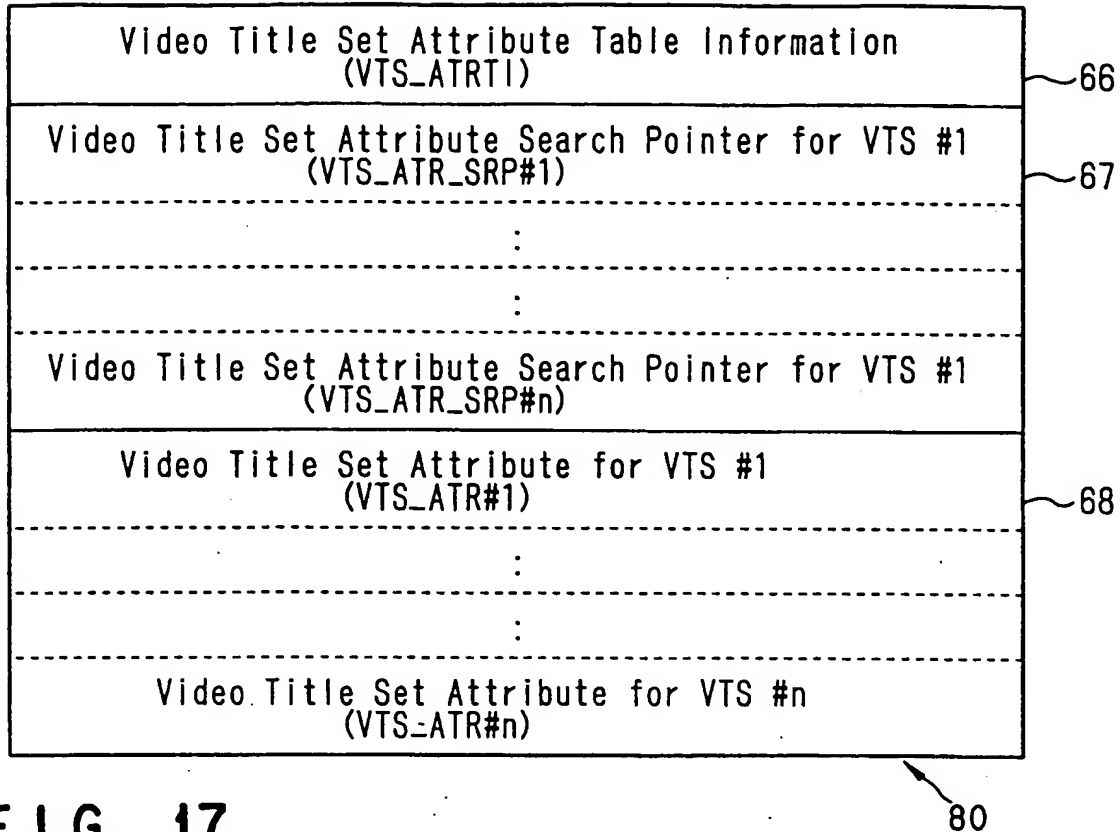 Video Title Set Attribute Table Information
(VTS_ATRTI)
66
Video Title Set Attribute Search Pointer for VTS #1
(VTS_ATR_SRP#1)
67
:
:
Video Title Set Attribute Search Pointer for VTS #1
(VTS_ATR_SRP#n)
Video Title Set Attribute for VTS #1
(VTS_ATR#1)
68
:
:
Video Title Set Attribute for VTS #n
(VTS_ATR#n)
80
FIG. 17